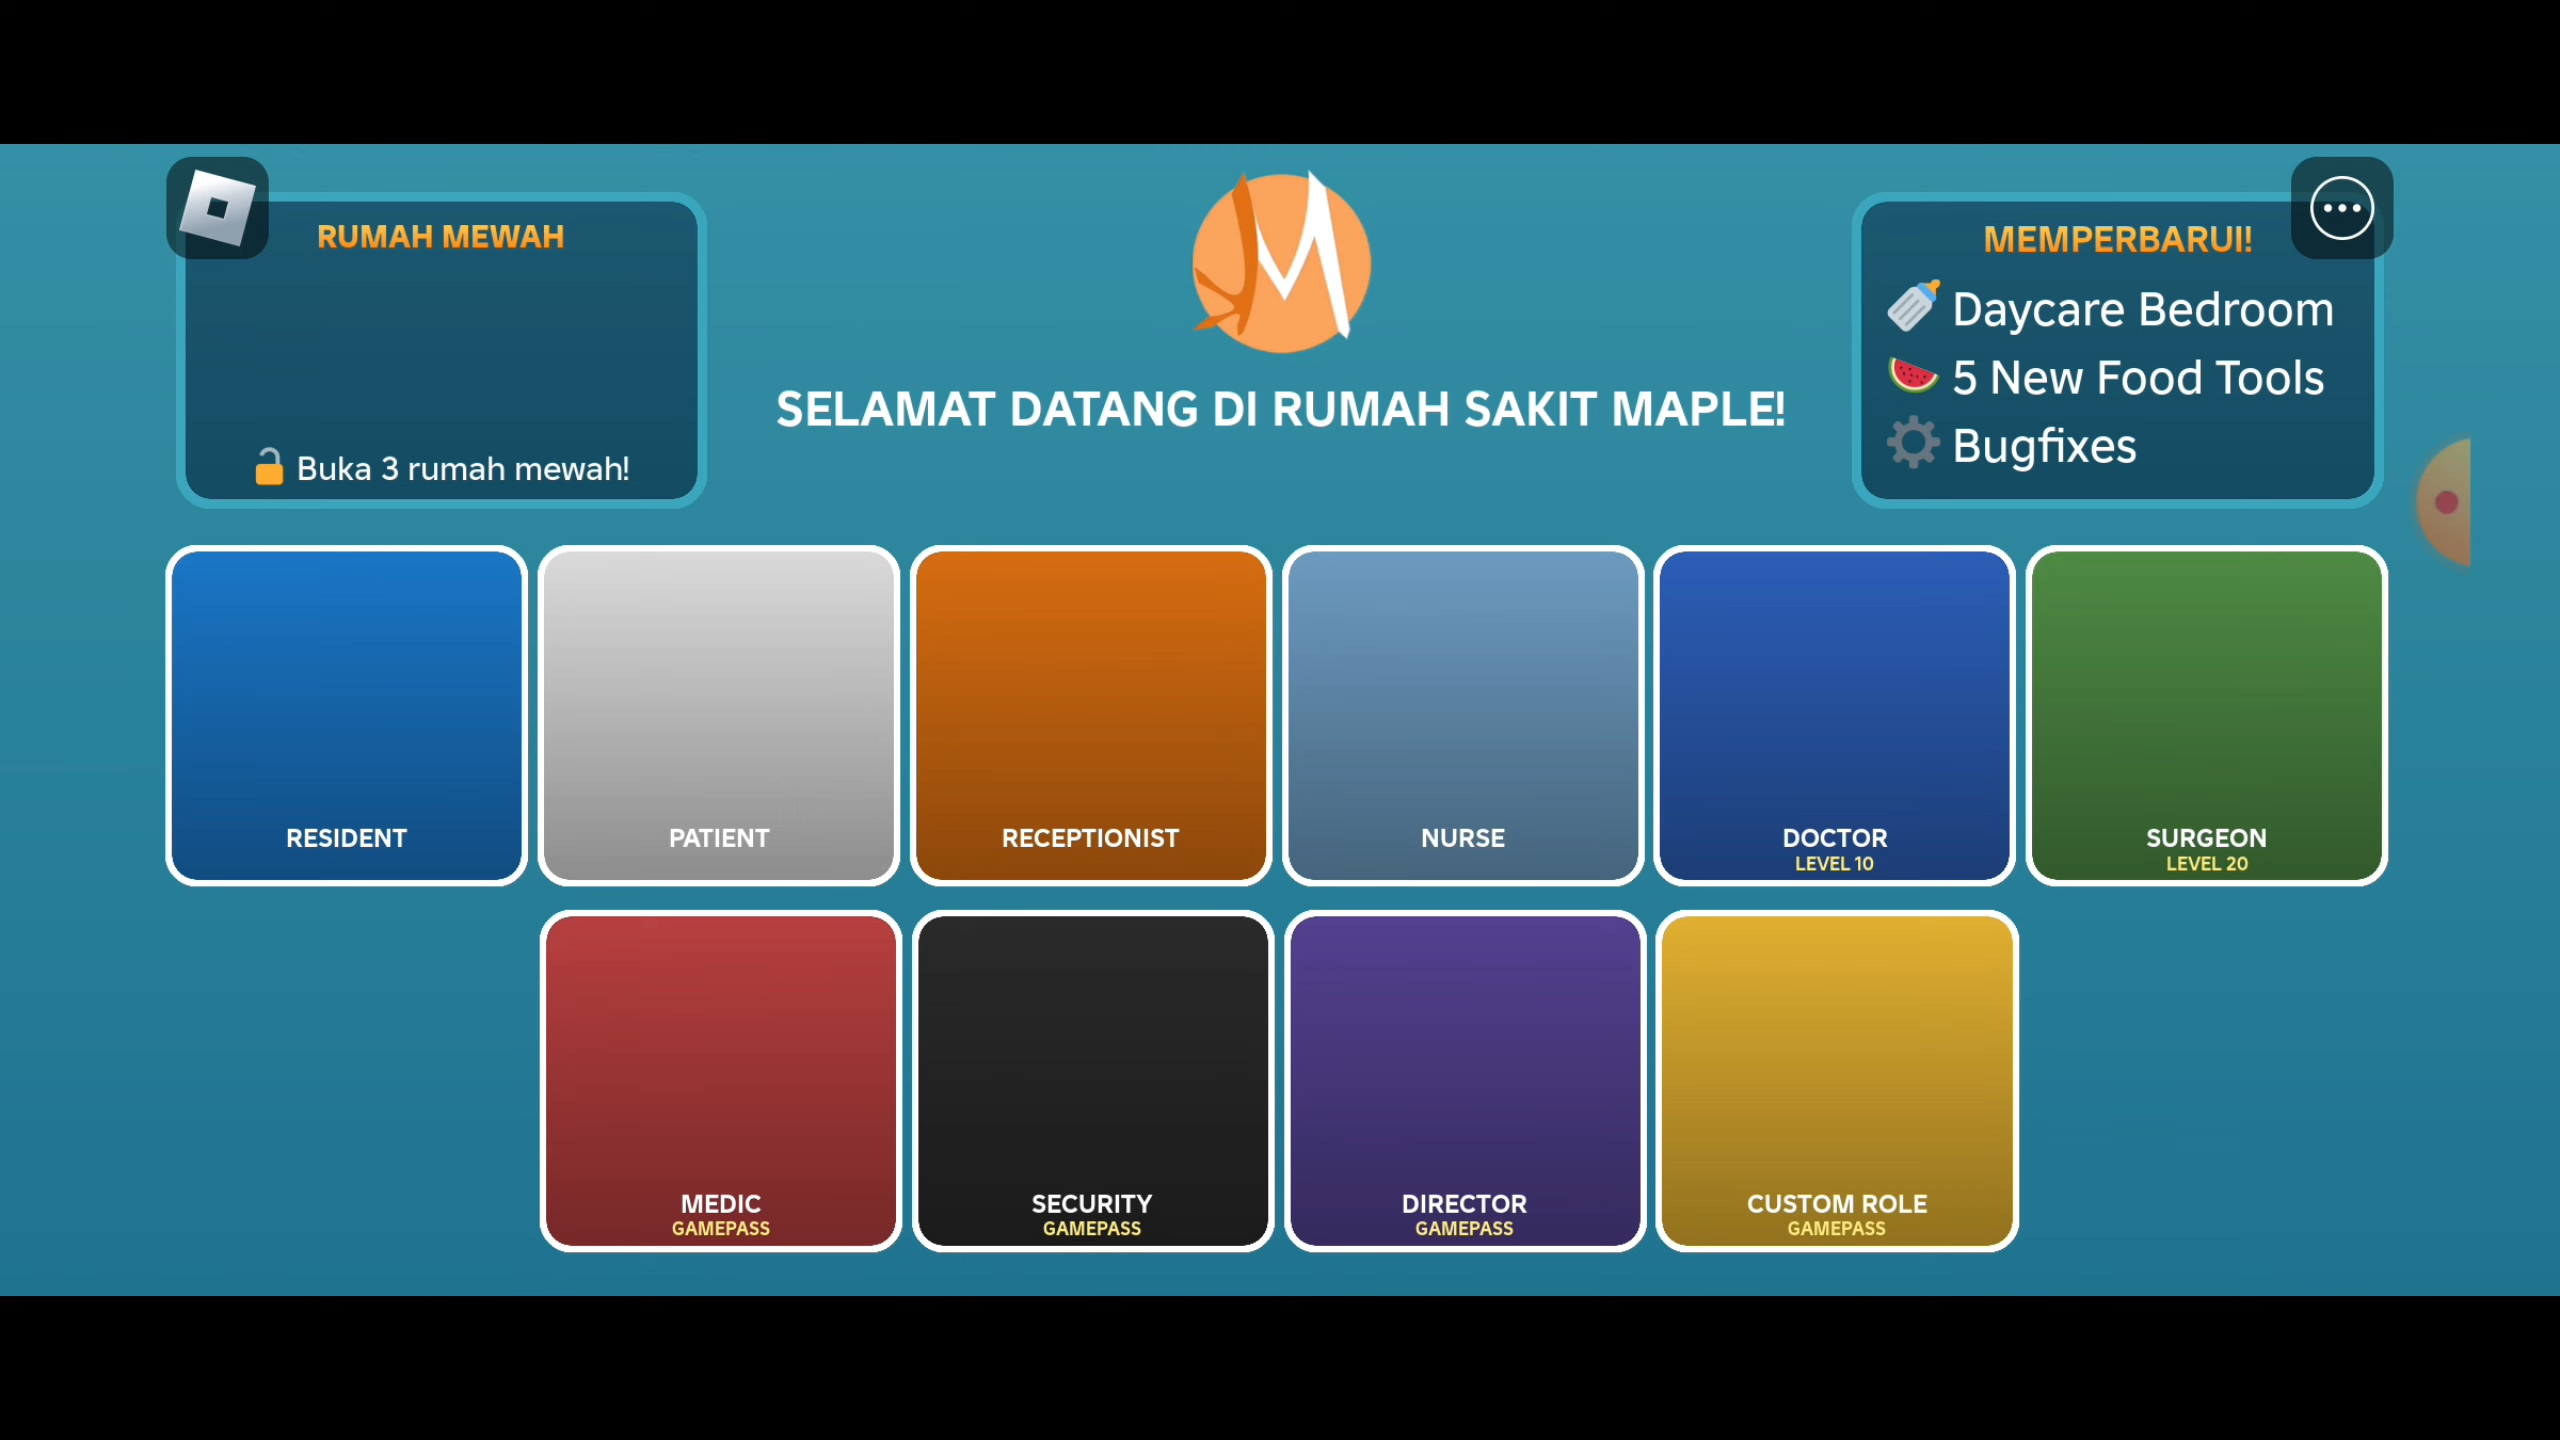 RUMAH MEWAH
Buka 3 rumah mewah!
SELAMAT DATANG DI RUMAH SAKIT MAPLE!
MEMPERBARUI!
Daycare Bedroom
5 New Food Tools
Bugfixes
RESIDENT
PATIENT
RECEPTIONIST
NURSE
DOCTOR
LEVEL 10
SURGEON
LEVEL 20
MEDIC
GAMEPASS
SECURITY
GAMEPASS
DIRECTOR
GAMEPASS
CUSTOM ROLE
GAMEPASS